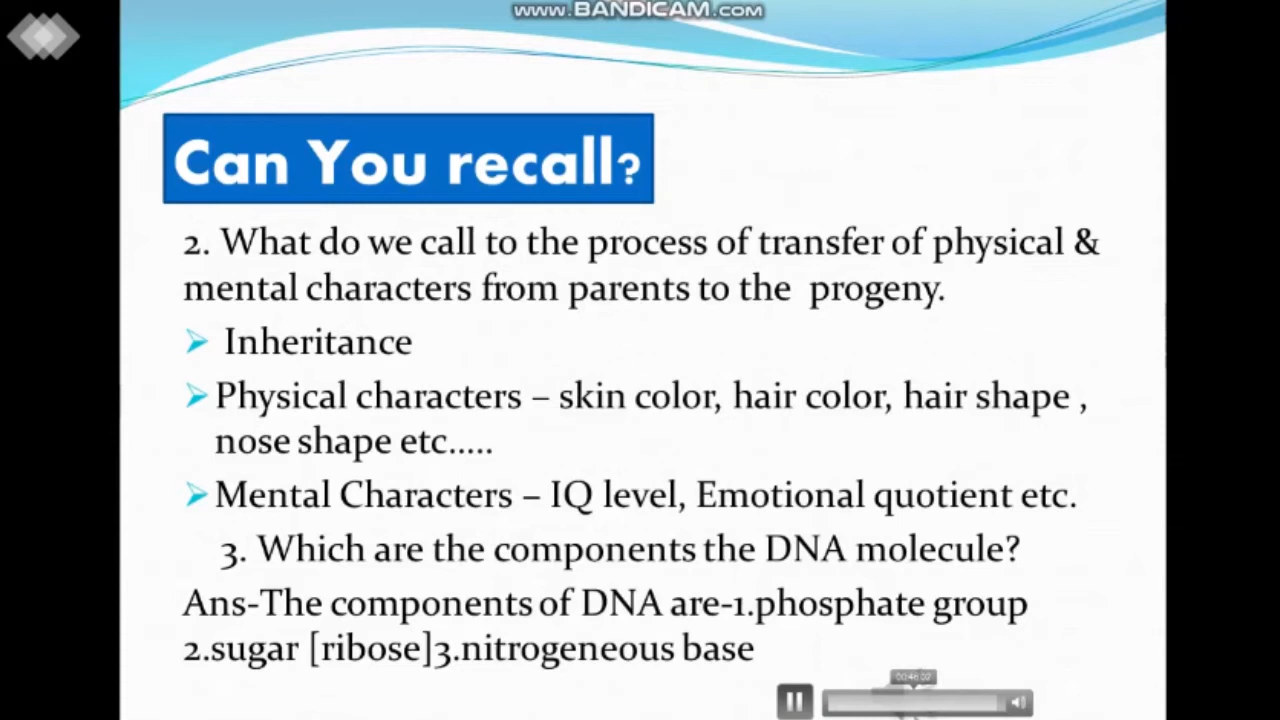 www.BANDICAM.com
Can You recall?
2. What do we call to the process of transfer of physical &
mental characters from parents to the progeny.
Inheritance
Physical characters – skin color, hair color, hair shape ,
nose shape etc.....
Mental Characters – IQ level, Emotional quotient etc.
3. Which are the components the DNA molecule?
Ans-The components of DNA are-1.phosphate group
2.sugar [ribose]3.nitrogeneous base